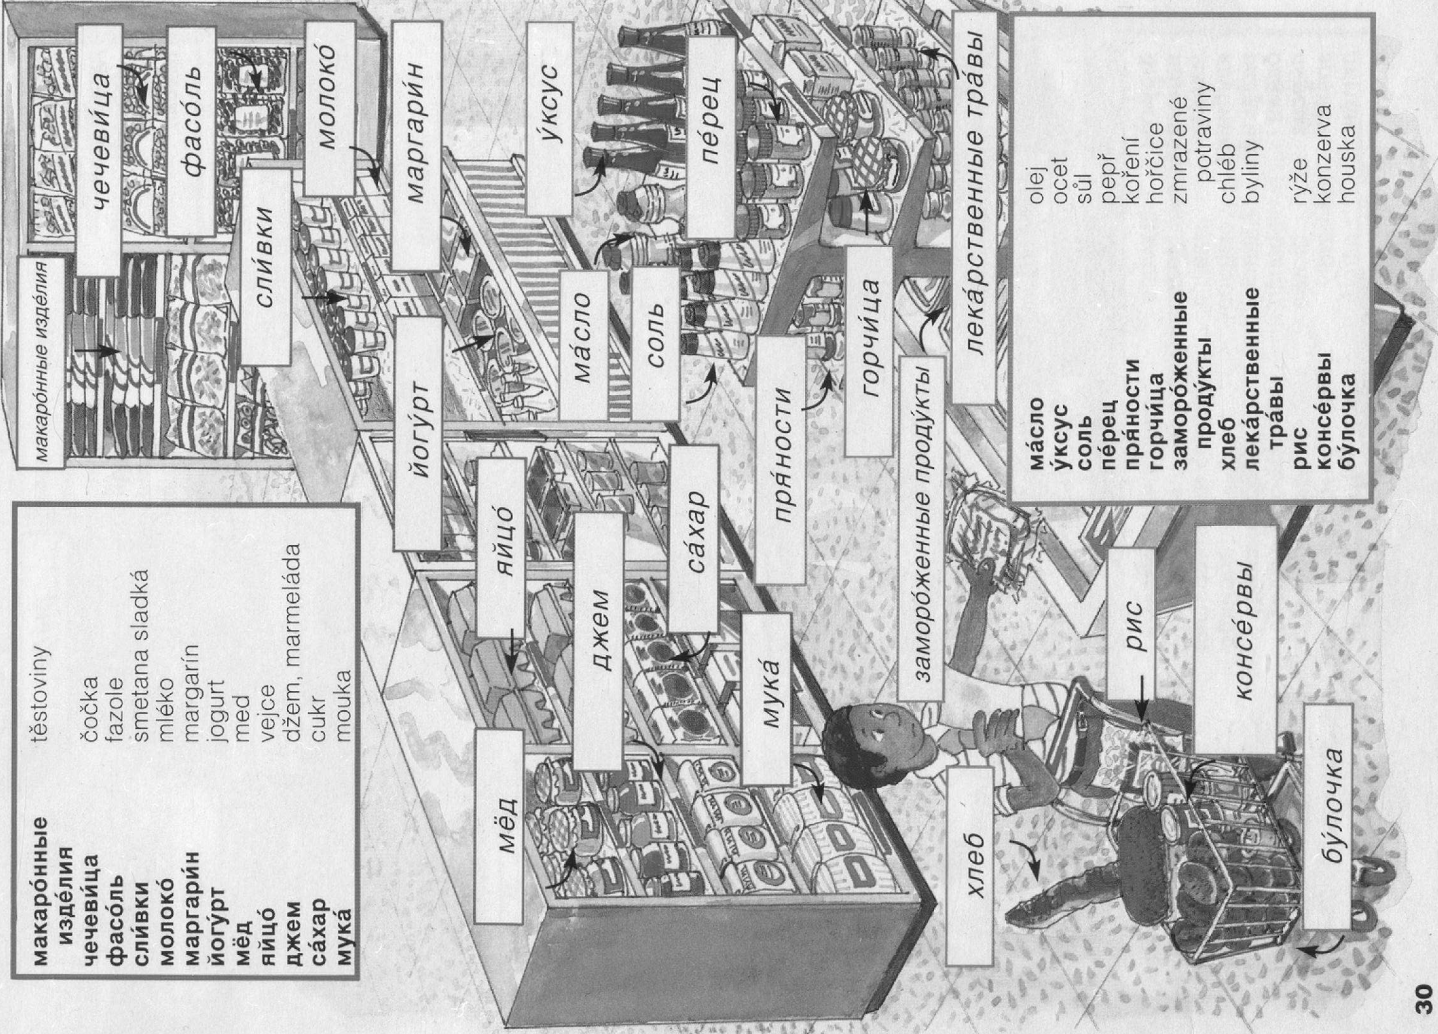 макаро́нные těstoviny
изде́лия
чечеви́ца čočka
фасо́ль fazole
сли́вки smetana sladká
молоко́ mléko
маргари́н margarín
йогу́рт jogurt
мёд med
яйцо́ vejce
джем džem, marmeláda
са́хар cukr
мука́ mouka
макаро́нные изде́лия
чечеви́ца
фасо́ль
сли́вки
молоко́
маргари́н
йогу́рт
яйцо́
мёд
у́ксус
ма́сло
джем
соль
са́хар
пе́рец
мука́
пря́ности
горчи́ца
заморо́женные проду́кты
лека́рственные тра́вы
хлеб
рис
консе́рвы
бу́лочка
ма́сло olej
у́ксус ocet
соль sůl
пе́рец pepř
пря́ности koření
горчи́ца hořčice
заморо́женные zmrazené
проду́кты potraviny
хлеб chléb
лека́рственные byliny
тра́вы
рис rýže
консе́рвы konzerva
бу́лочка houska
30